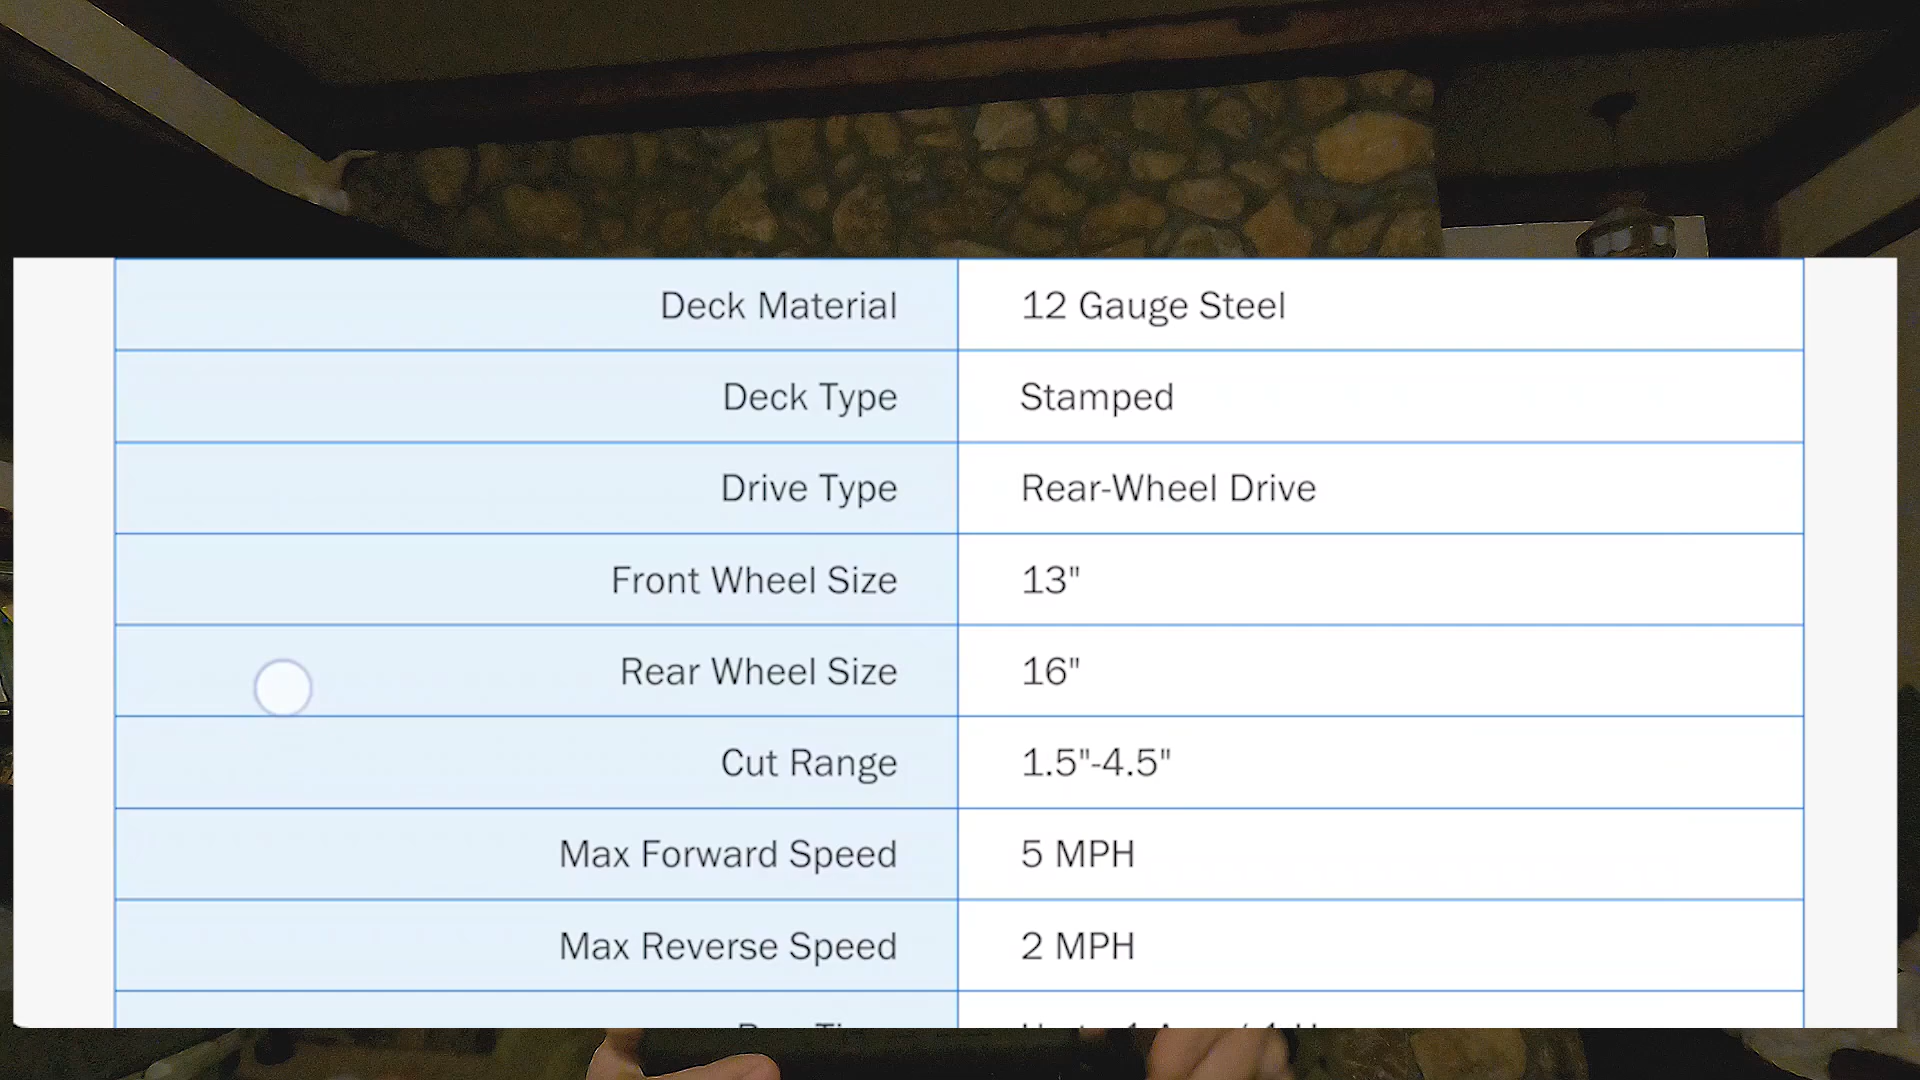 Deck Material 12 Gauge Steel
Deck Type Stamped
Drive Type Rear-Wheel Drive
Front Wheel Size 13"
Rear Wheel Size 16"
Cut Range 1.5"-4.5"
Max Forward Speed 5 MPH
Max Reverse Speed 2 MPH